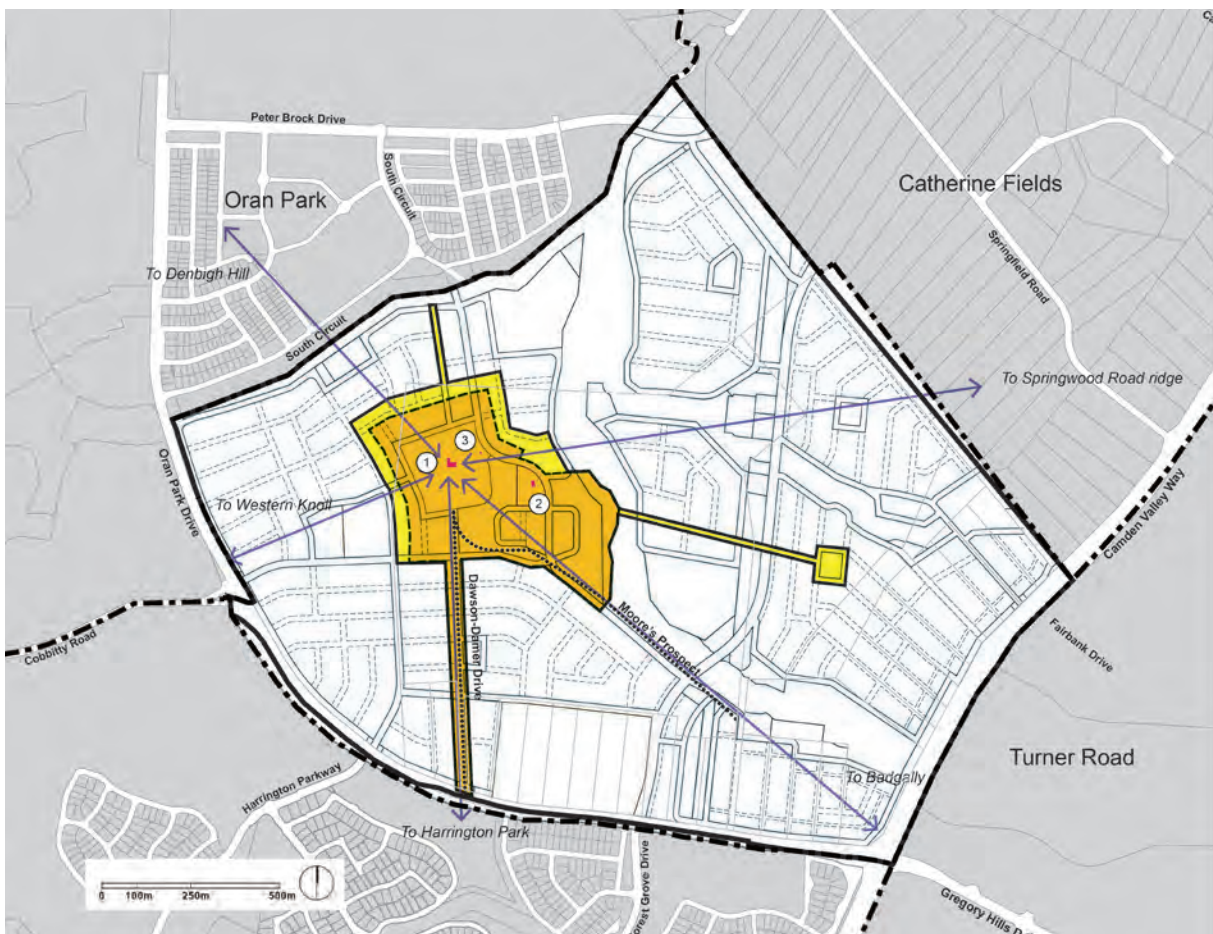 Peter Brock Drive
South Circuit
Oran Park
Catherine Fields
Springfield Road
To Denbigh Hill
South Circuit
To Springwood Road ridge
Oran Park Drive
3
1
2
To Western Knoll
Camden Valley Way
Dawson-Damer Drive
Moore's Prospect
Fairbank Drive
Cobbitty Road
Turner Road
To Badgally
Harrington Parkway
To Harrington Park
0 100m 250m 500m
Gregory Hills D
orest Grove Drive